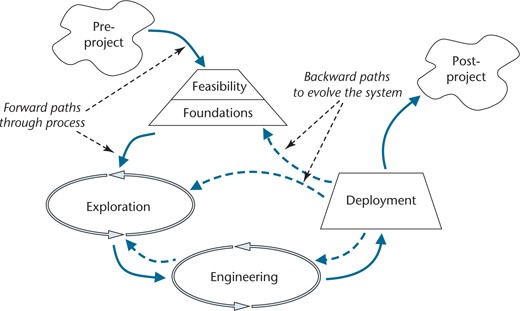 Pre-
project
Post-
project
Feasibility
Foundations
Backward paths
to evolve the system
Forward paths
through process
Exploration
Deployment
Engineering